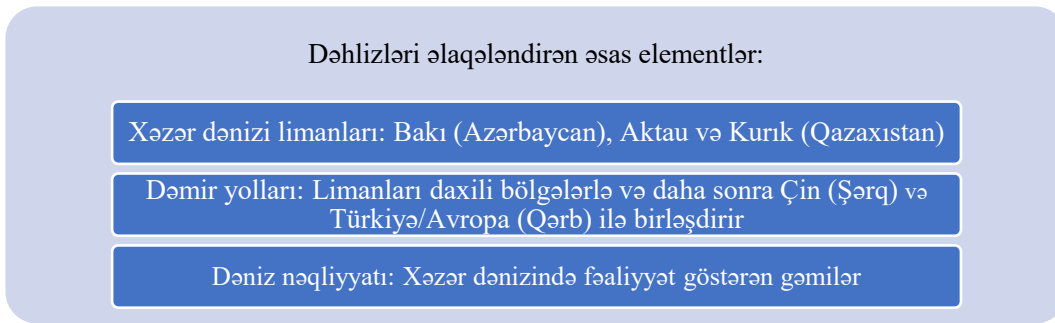 Dəhlizləri əlaqələndirən əsas elementlər:
Xəzər dənizi limanları: Bakı (Azərbaycan), Aktau və Kurık (Qazaxıstan)
Dəmir yolları: Limanları daxili bölgələrlə və daha sonra Çin (Şərq) və
Türkiyə/Avropa (Qərb) ilə birləşdirir
Dəniz nəqliyyatı: Xəzər dənizində fəaliyyət göstərən gəmilər